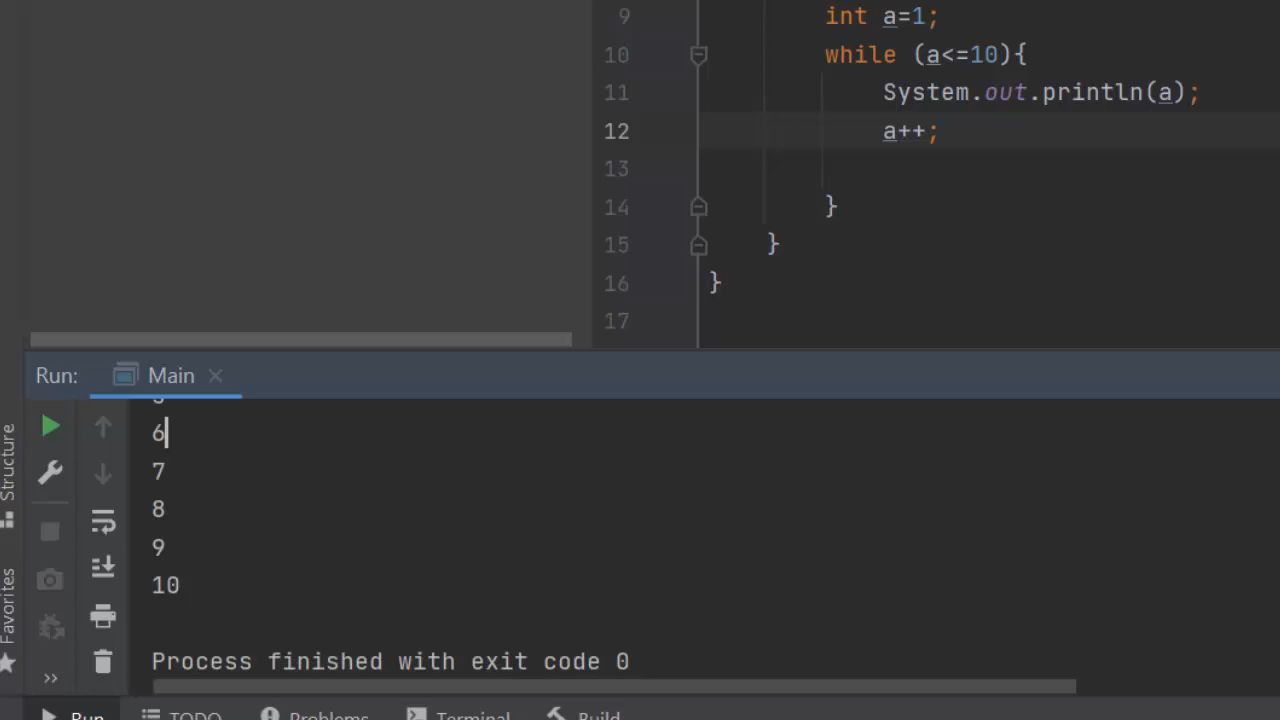 9 int a=1;
10 while (a<=10){
11 System.out.println(a);
12 a++;
13
14 }
15 }
16 }
17
Run: Main
6
7
8
9
10
Process finished with exit code 0
Structure
Favorites
Run TODO Problems Terminal Build